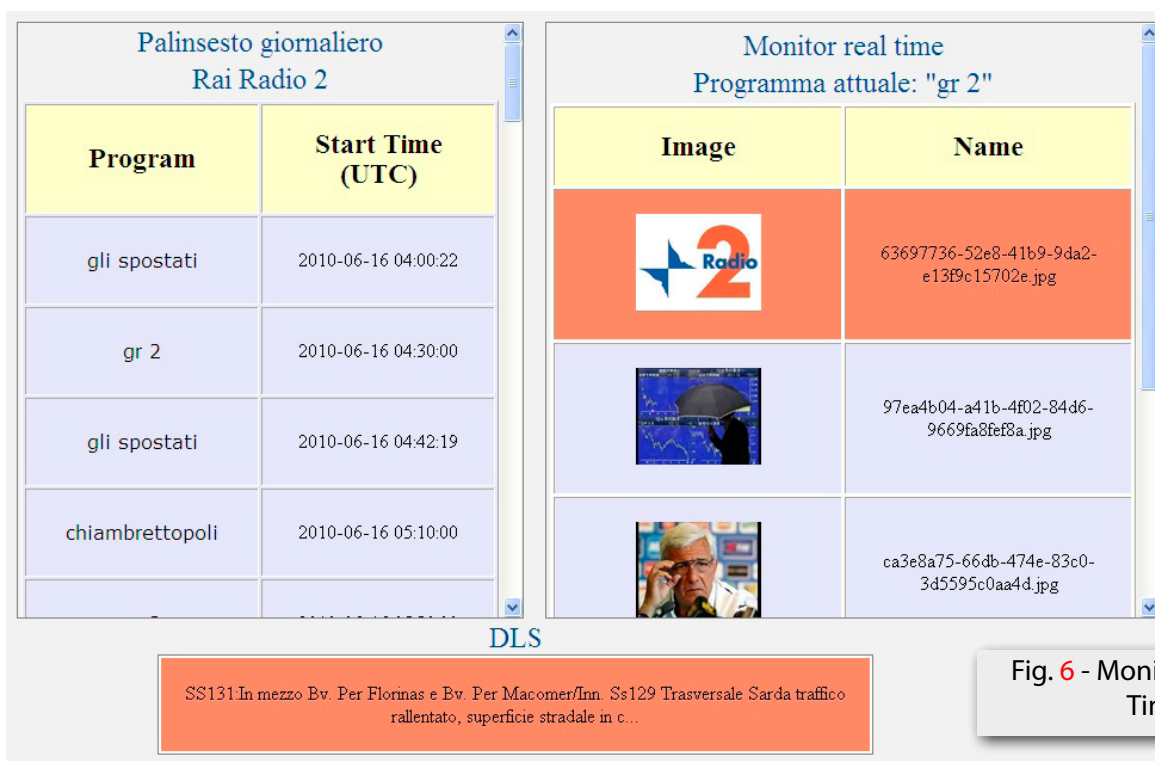 Palinsesto giornaliero
Rai Radio 2
Program
Start Time
(UTC)
gli spostati
2010-06-16 04:00:22
gr 2
2010-06-16 04:30:00
gli spostati
2010-06-16 04:42:19
chiambrettopoli
2010-06-16 05:10:00
Monitor real time
Programma attuale: "gr 2"
Image
Name
Radio 2
63697736-52e8-41b9-9da2-
e13f9c15702e.jpg
97ea4b04-a41b-4f02-84d6-
9669fa8fef8a.jpg
ca3e8a75-66db-474e-83c0-
3d5595c0aa4d.jpg
DLS
SS131:In mezzo Bv. Per Florinas e Bv. Per Macomer/Inn. Ss129 Trasversale Sarda traffico
rallentato, superficie stradale in c...
Fig. 6 - Moni